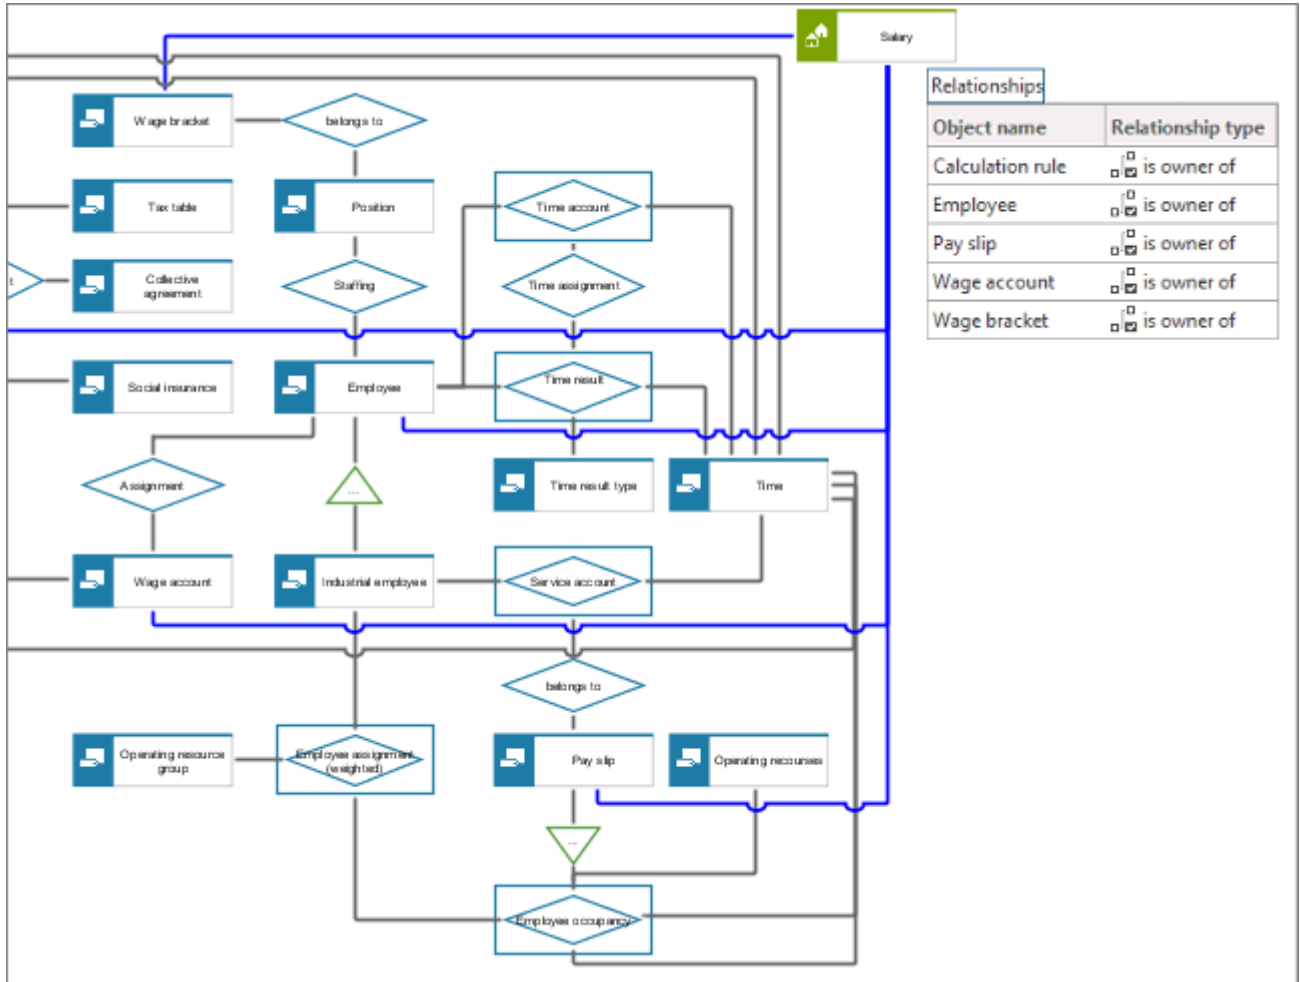 Salary
Relationships
Object name Relationship type
Calculation rule is owner of
Employee is owner of
Pay slip is owner of
Wage account is owner of
Wage bracket is owner of
Wage bracket
belongs to
Tax table
Position
Time account
t
Collective
agreement
Staffing
Time assignment
Social insurance
Employee
Time result
Assignment
...
Time result type
Time
Wage account
Industrial employee
Service account
belongs to
Operating resource
group
Employee assignment
(weighted)
Pay slip
Operating recourses
...
Employee occupancy